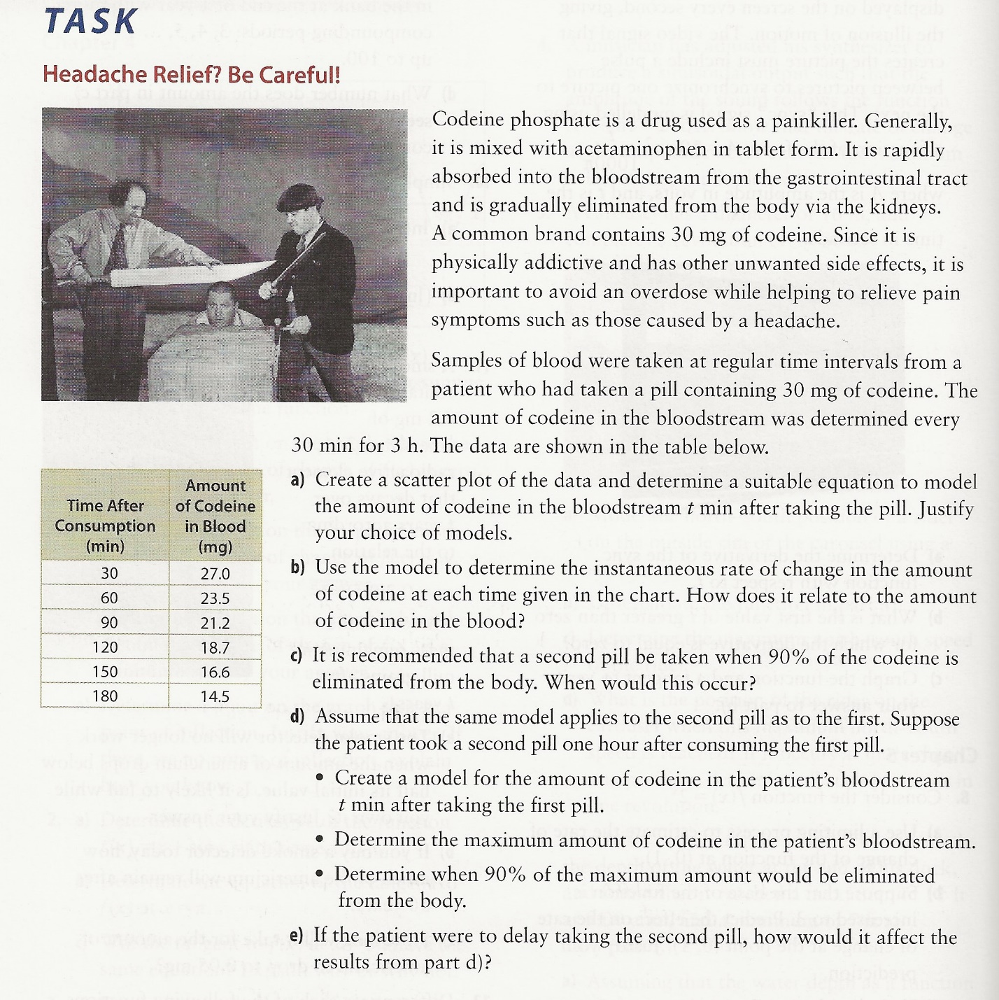 TASK
Headache Relief? Be Careful!
Codeine phosphate is a drug used as a painkiller. Generally,
it is mixed with acetaminophen in tablet form. It is rapidly
absorbed into the bloodstream from the gastrointestinal tract
and is gradually eliminated from the body via the kidneys.
A common brand contains 30 mg of codeine. Since it is
physically addictive and has other unwanted side effects, it is
important to avoid an overdose while helping to relieve pain
symptoms such as those caused by a headache.
Samples of blood were taken at regular time intervals from a
patient who had taken a pill containing 30 mg of codeine. The
amount of codeine in the bloodstream was determined every
30 min for 3 h. The data are shown in the table below.
Time After Consumption (min) Amount of Codeine in Blood (mg)
30 27.0
60 23.5
90 21.2
120 18.7
150 16.6
180 14.5
a) Create a scatter plot of the data and determine a suitable equation to model
the amount of codeine in the bloodstream t min after taking the pill. Justify
your choice of models.
b) Use the model to determine the instantaneous rate of change in the amount
of codeine at each time given in the chart. How does it relate to the amount
of codeine in the blood?
c) It is recommended that a second pill be taken when 90% of the codeine is
eliminated from the body. When would this occur?
d) Assume that the same model applies to the second pill as to the first. Suppose
the patient took a second pill one hour after consuming the first pill.
• Create a model for the amount of codeine in the patient's bloodstream
t min after taking the first pill.
• Determine the maximum amount of codeine in the patient's bloodstream.
• Determine when 90% of the maximum amount would be eliminated
from the body.
e) If the patient were to delay taking the second pill, how would it affect the
results from part d)?